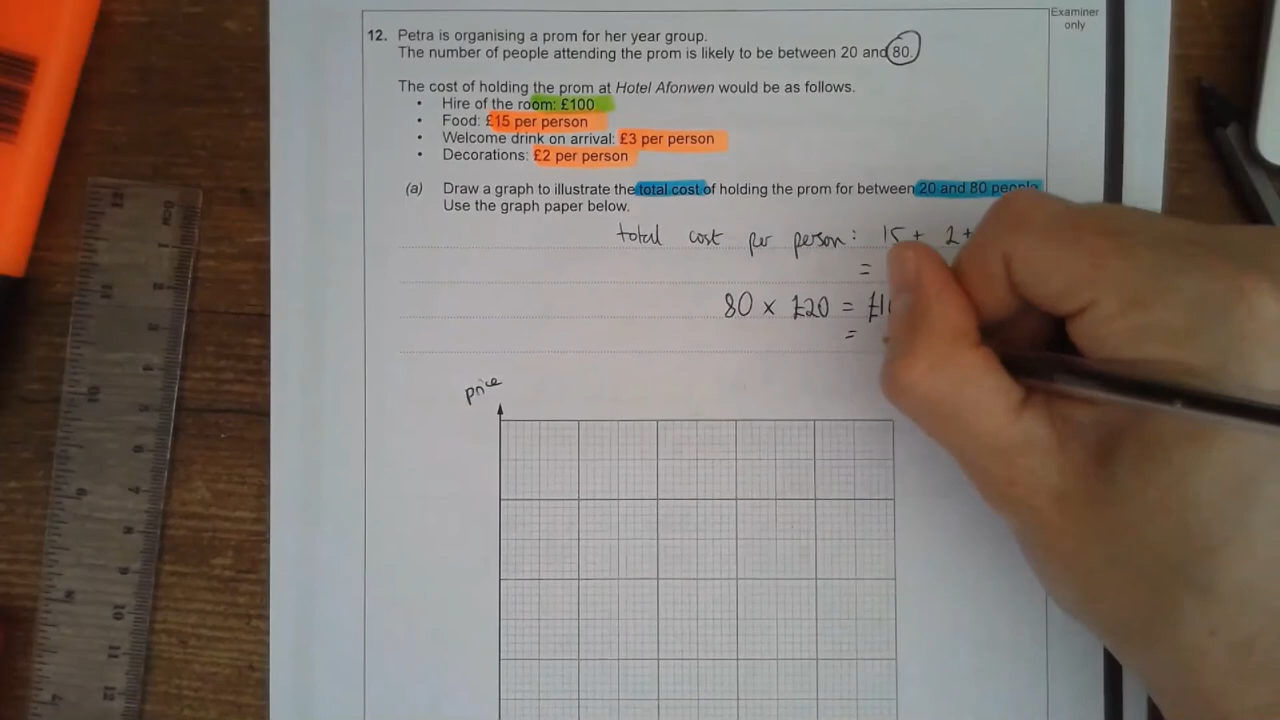 Examiner
only
12. Petra is organising a prom for her year group.
The number of people attending the prom is likely to be between 20 and 80.
The cost of holding the prom at Hotel Afonwen would be as follows.
• Hire of the room: £100
• Food: £15 per person
• Welcome drink on arrival: £3 per person
• Decorations: £2 per person
(a) Draw a graph to illustrate the total cost of holding the prom for between 20 and 80 people.
Use the graph paper below.
total cost per person: 15 + 2 +
=
80 × £20 = £1
=
price